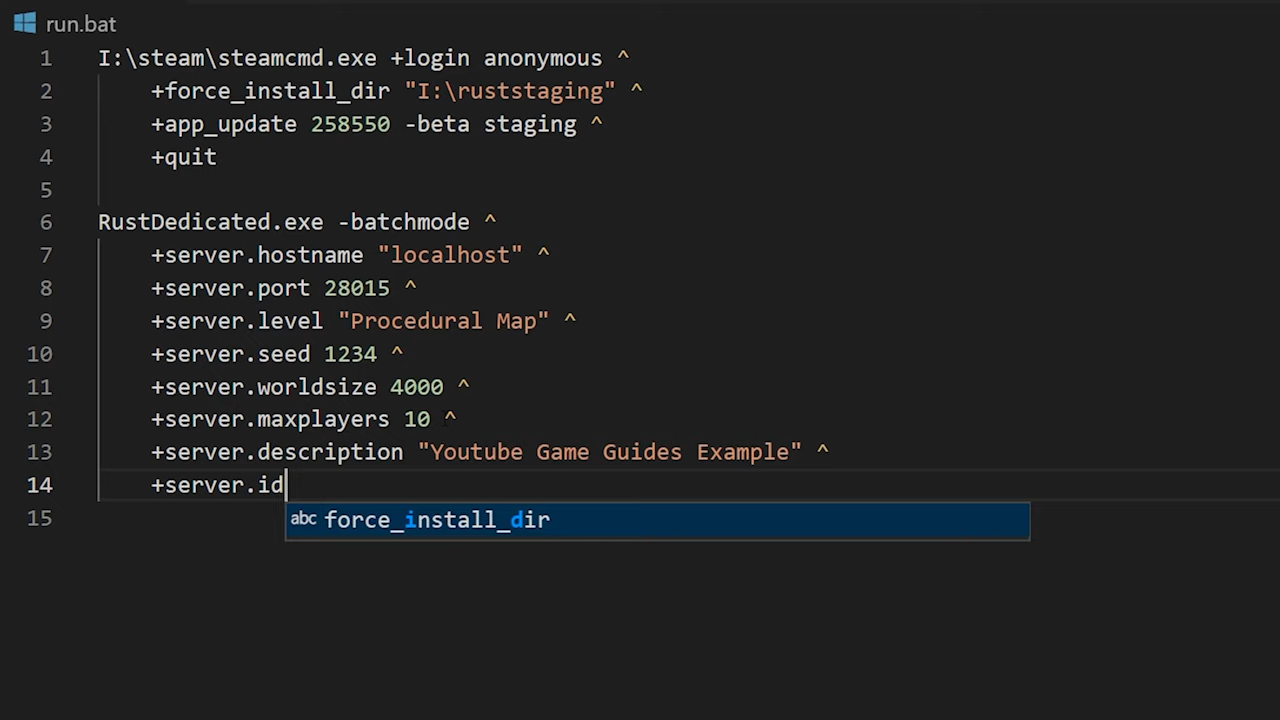 run.bat
1 I:\steam\steamcmd.exe +login anonymous ^
2 +force_install_dir "I:\ruststaging" ^
3 +app_update 258550 -beta staging ^
4 +quit
5
6 RustDedicated.exe -batchmode ^
7 +server.hostname "localhost" ^
8 +server.port 28015 ^
9 +server.level "Procedural Map" ^
10 +server.seed 1234 ^
11 +server.worldsize 4000 ^
12 +server.maxplayers 10 ^
13 +server.description "Youtube Game Guides Example" ^
14 +server.id
abc force_install_dir
15